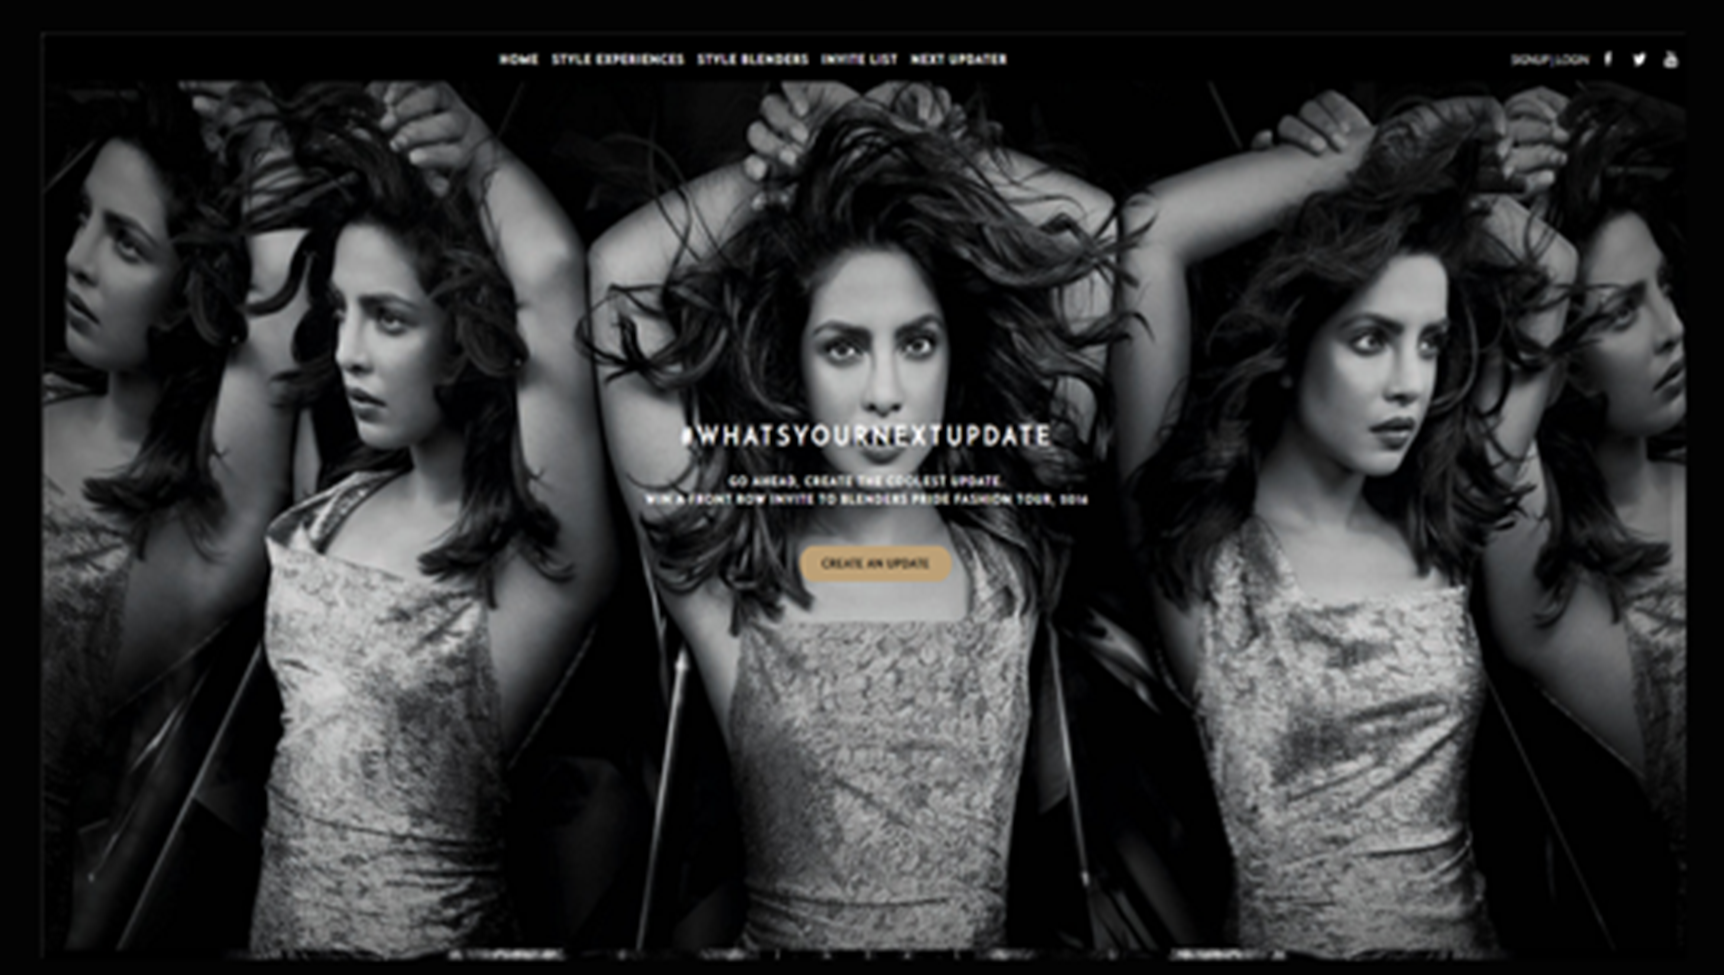 HOME STYLE EXPERIENCES STYLE BLENDERS INVITE LIST NEXT UPDATER
SIGNUP|LOGIN
#WHATSYOURNEXTUPDATE
GO AHEAD, CREATE THE COOLEST UPDATE.
WIN A FRONT ROW INVITE TO BLENDERS PRIDE FASHION TOUR, 2016
CREATE AN UPDATE